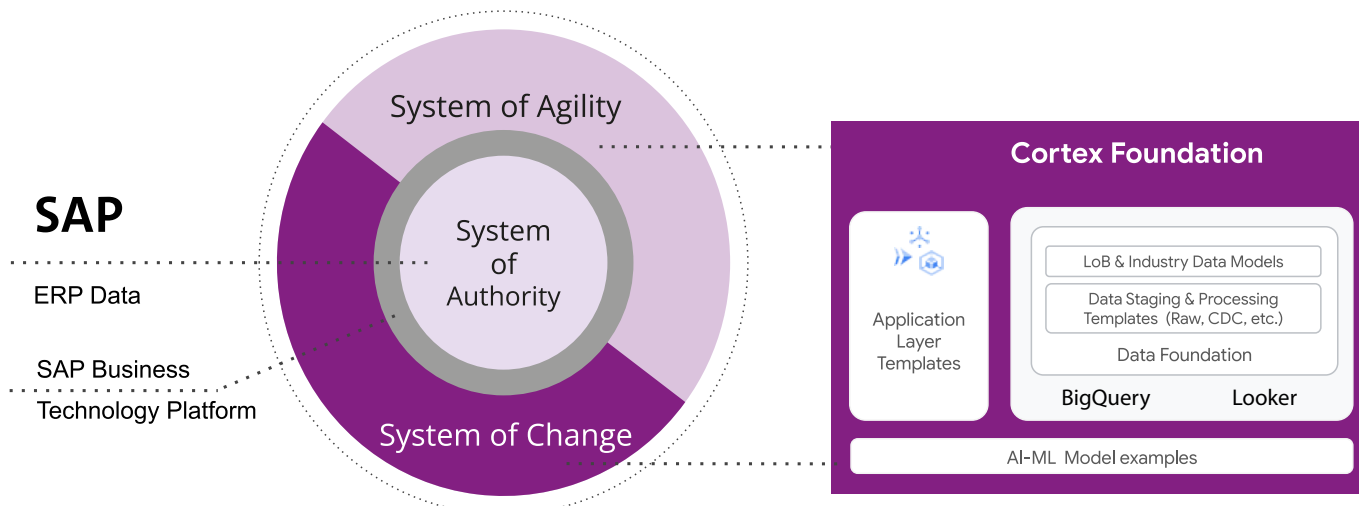 SAP
ERP Data
SAP Business
Technology Platform
System of Agility
System
of
Authority
System of Change
Cortex Foundation
Application
Layer
Templates
LoB & Industry Data Models
Data Staging & Processing
Templates (Raw, CDC, etc.)
Data Foundation
BigQuery Looker
AI-ML Model examples